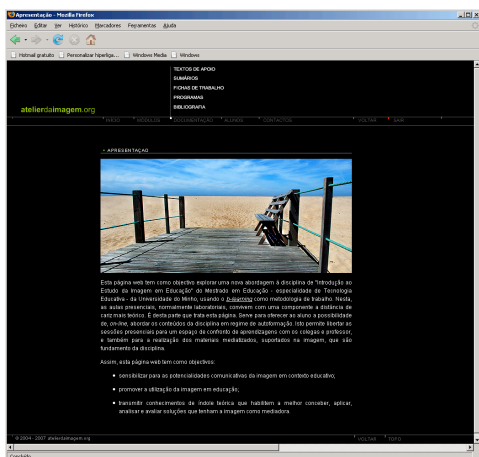 Apresentação - Mozilla Firefox
Ficheiro Editar Ver Histórico Marcadores Ferramentas Ajuda
Hotmail gratuito Personalizar hiperliga... Windows Media Windows
TEXTOS DE APOIO
SUMÁRIOS
FICHAS DE TRABALHO
PROGRAMAS
BIBLIOGRAFIA
atelierdaimagem.org
INÍCIO MÓDULOS DOCUMENTAÇÃO ALUNOS CONTACTOS VOLTAR SAIR
APRESENTAÇÃO
Esta página web tem como objectivo explorar uma nova abordagem à disciplina de "Introdução ao
Estudo da Imagem em Educação" do Mestrado em Educação - especialidade de Tecnologia
Educativa - da Universidade do Minho, usando o b-learning como metodologia de trabalho. Nesta,
as aulas presenciais, normalmente laboratoriais, convivem com uma componente a distância de
cariz mais teórico. É desta parte que trata esta página. Serve para oferecer ao aluno a possibilidade
de, on-line, abordar os conteúdos da disciplina em regime de autoformação. Isto permite libertar as
sessões presenciais para um espaço de confronto de aprendizagens com os colegas e professor,
e também para a realização dos materiais mediatizados, suportados na imagem, que são
fundamento da disciplina.
Assim, esta página web tem como objectivos:
sensibilizar para as potencialidades comunicativas da imagem em contexto educativo;
promover a utilização da imagem em educação;
transmitir conhecimentos de índole teórica que habilitem a melhor conceber, aplicar,
analisar e avaliar soluções que tenham a imagem como mediadora.
© 2004 - 2007 atelierdaimagem.org VOLTAR TOPO
Concluído